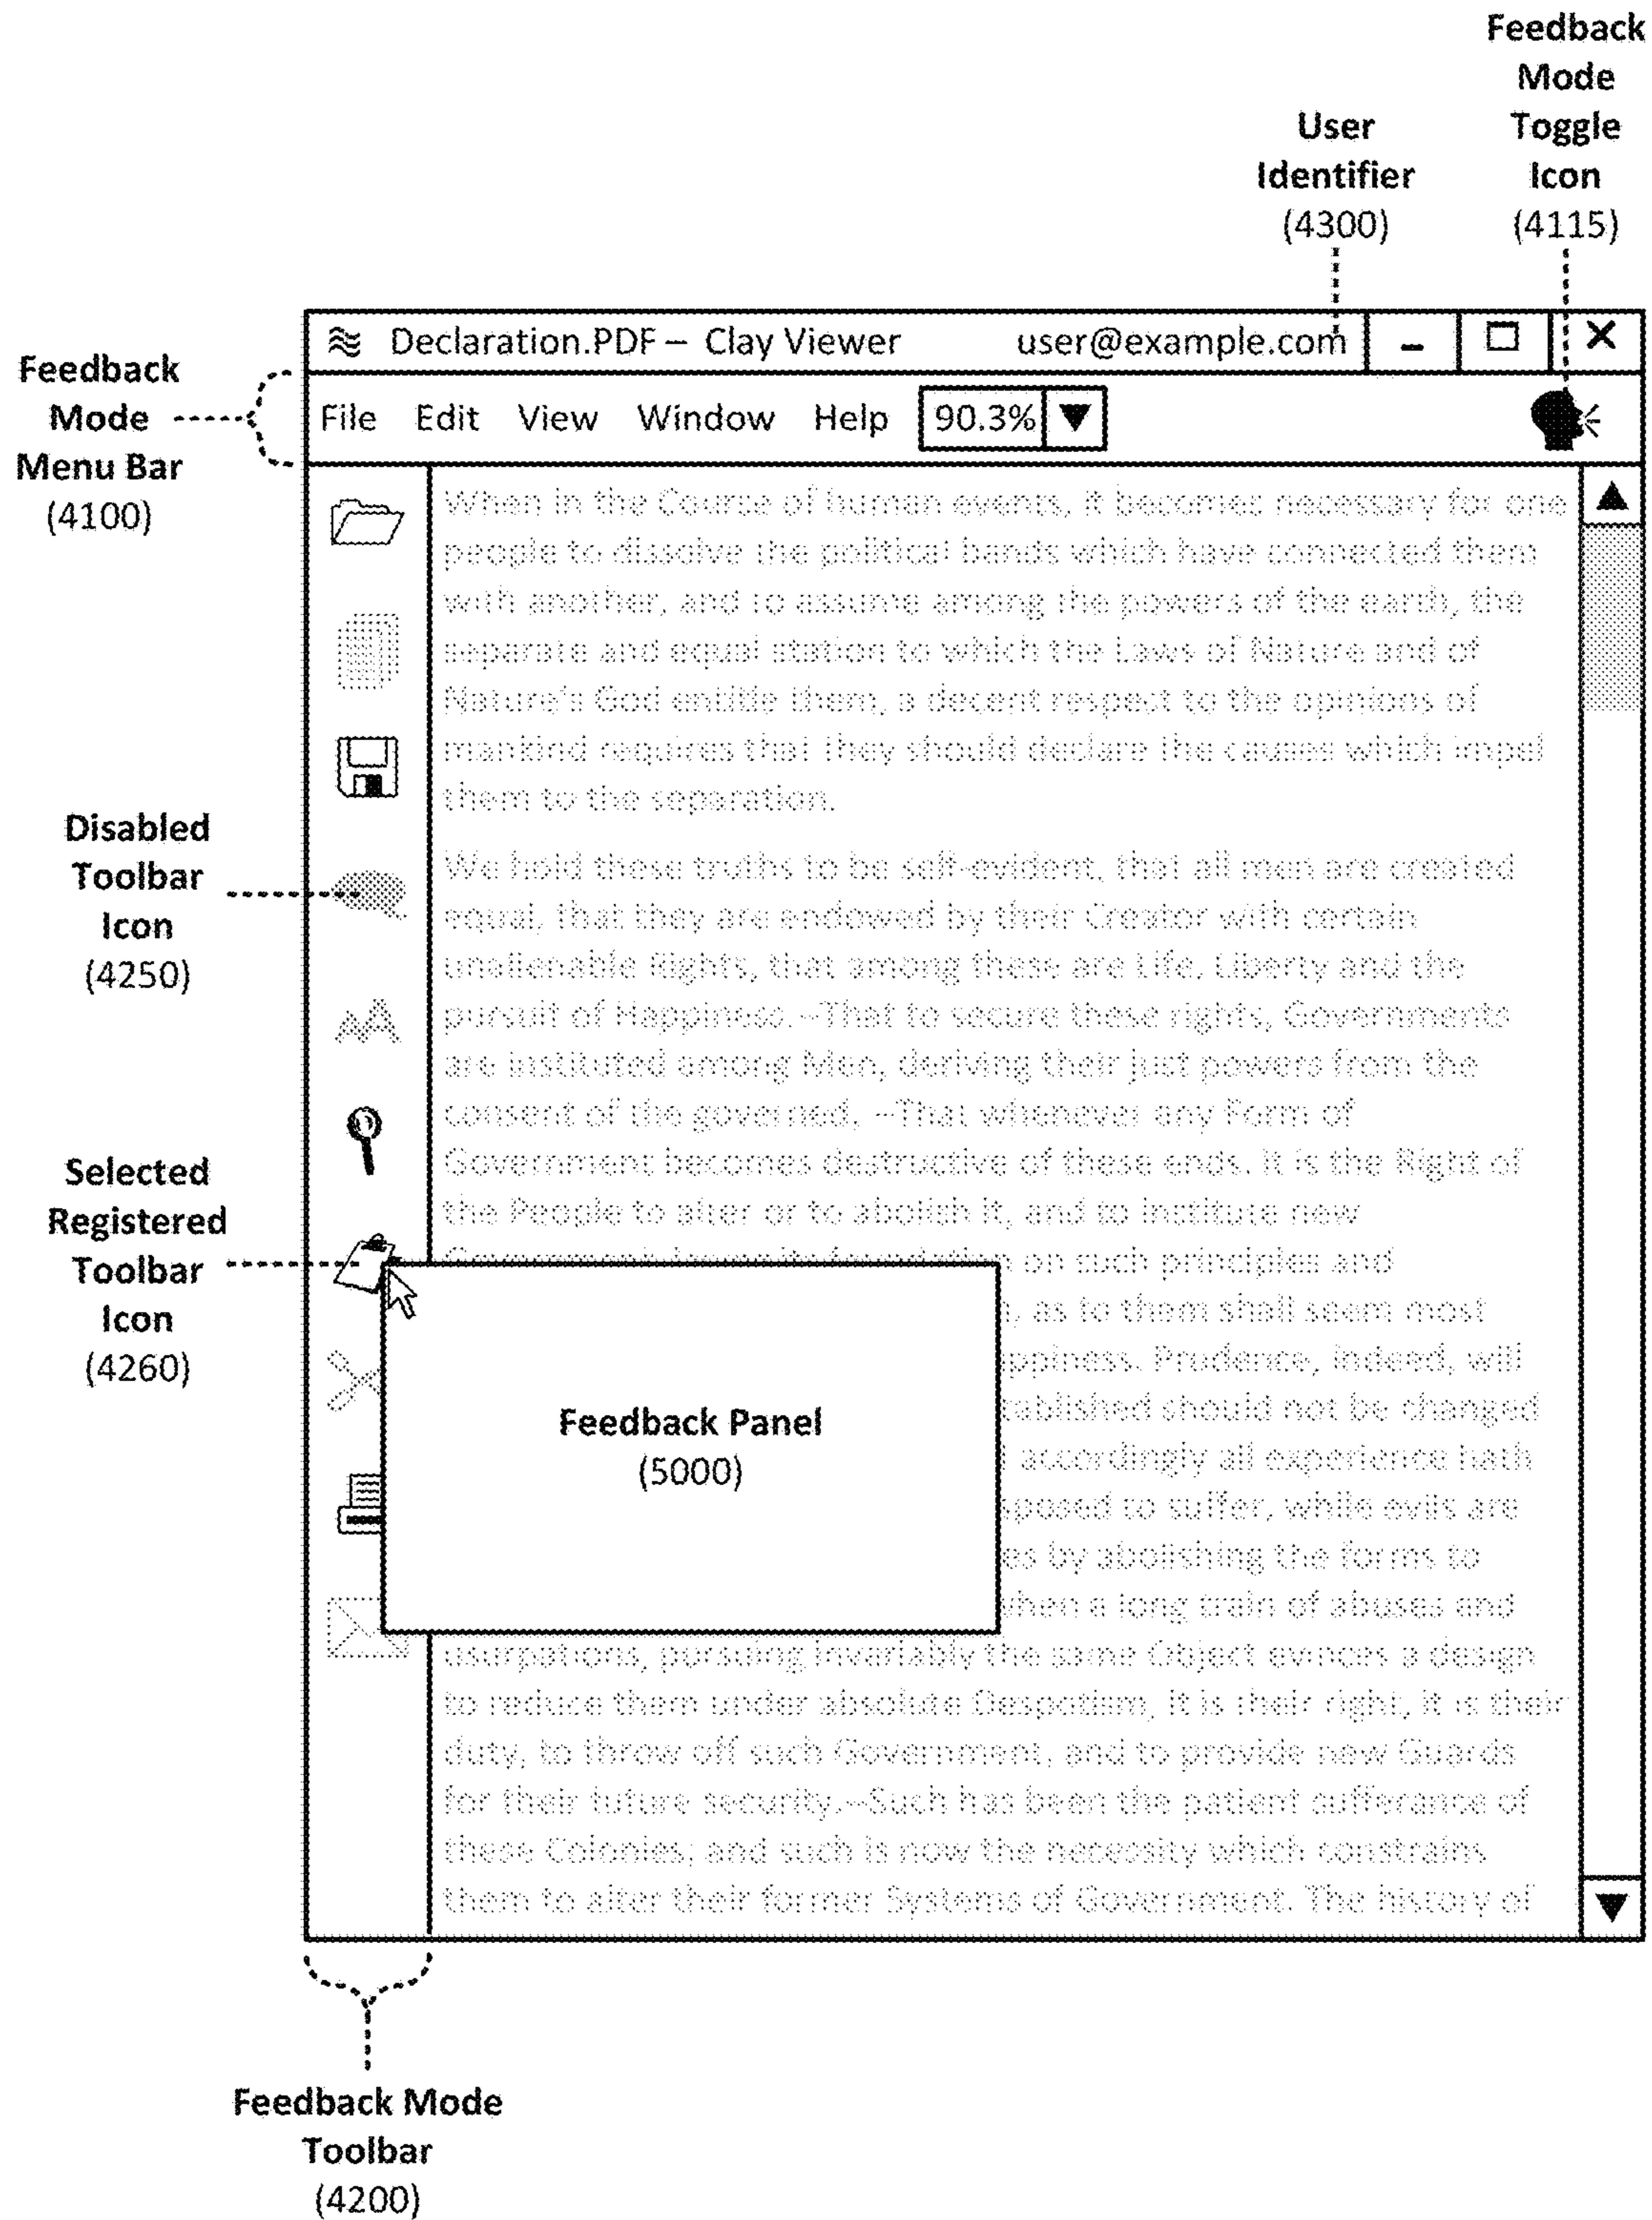 Feedback
Mode
Toggle
Icon
(4115)
User
Identifier
(4300)
Declaration.PDF – Clay Viewer user@example.com
Feedback
Mode
Menu Bar
(4100)
File Edit View Window Help 90.3%
When in the Course of human events, it becomes necessary for one
people to dissolve the political bands which have connected them
with another, and to assume among the powers of the earth, the
separate and equal station to which the Laws of Nature and of
Nature's God entitle them, a decent respect to the opinions of
mankind requires that they should declare the causes which impel
them to the separation.
Disabled
Toolbar
Icon
(4250)
We hold these truths to be self-evident, that all men are created
equal, that they are endowed by their Creator with certain
unalienable Rights, that among these are Life, Liberty and the
pursuit of Happiness.--That to secure these rights, Governments
are instituted among Men, deriving their just powers from the
consent of the governed, --That whenever any Form of
Government becomes destructive of these ends. It is the Right of
the People to alter or to abolish it, and to institute new
on such principles and
, as to them shall seem most
ppiness. Prudence, indeed, will
tablished should not be changed
accordingly all experience hath
sposed to suffer, while evils are
es by abolishing the forms to
when a long train of abuses and
usurpations, pursuing invariably the same Object evinces a design
to reduce them under absolute Despotism, it is their right, it is their
duty, to throw off such Government, and to provide new Guards
for their future security.--Such has been the patient sufferance of
these Colonies; and such is now the necessity which constrains
them to alter their former Systems of Government. The history of
Selected
Registered
Toolbar
Icon
(4260)
Feedback Panel
(5000)
Feedback Mode
Toolbar
(4200)